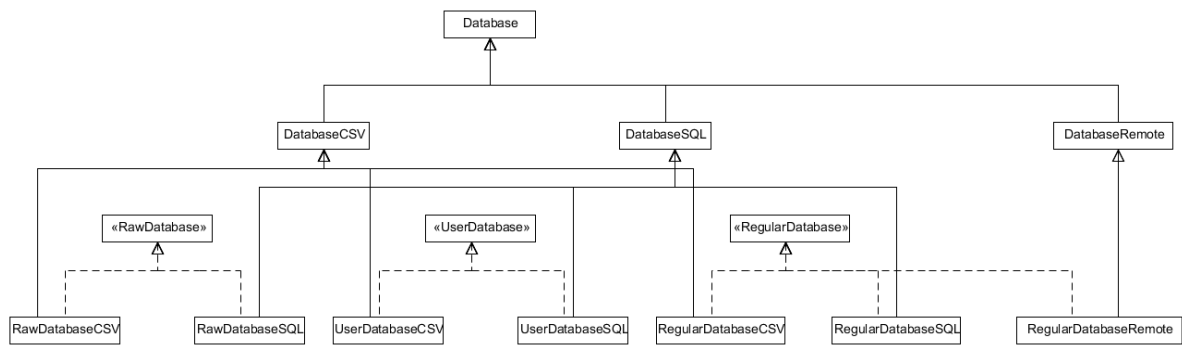 Database
DatabaseCSV
DatabaseSQL
DatabaseRemote
«RawDatabase»
«UserDatabase»
«RegularDatabase»
RawDatabaseCSV
RawDatabaseSQL
UserDatabaseCSV
UserDatabaseSQL
RegularDatabaseCSV
RegularDatabaseSQL
RegularDatabaseRemote